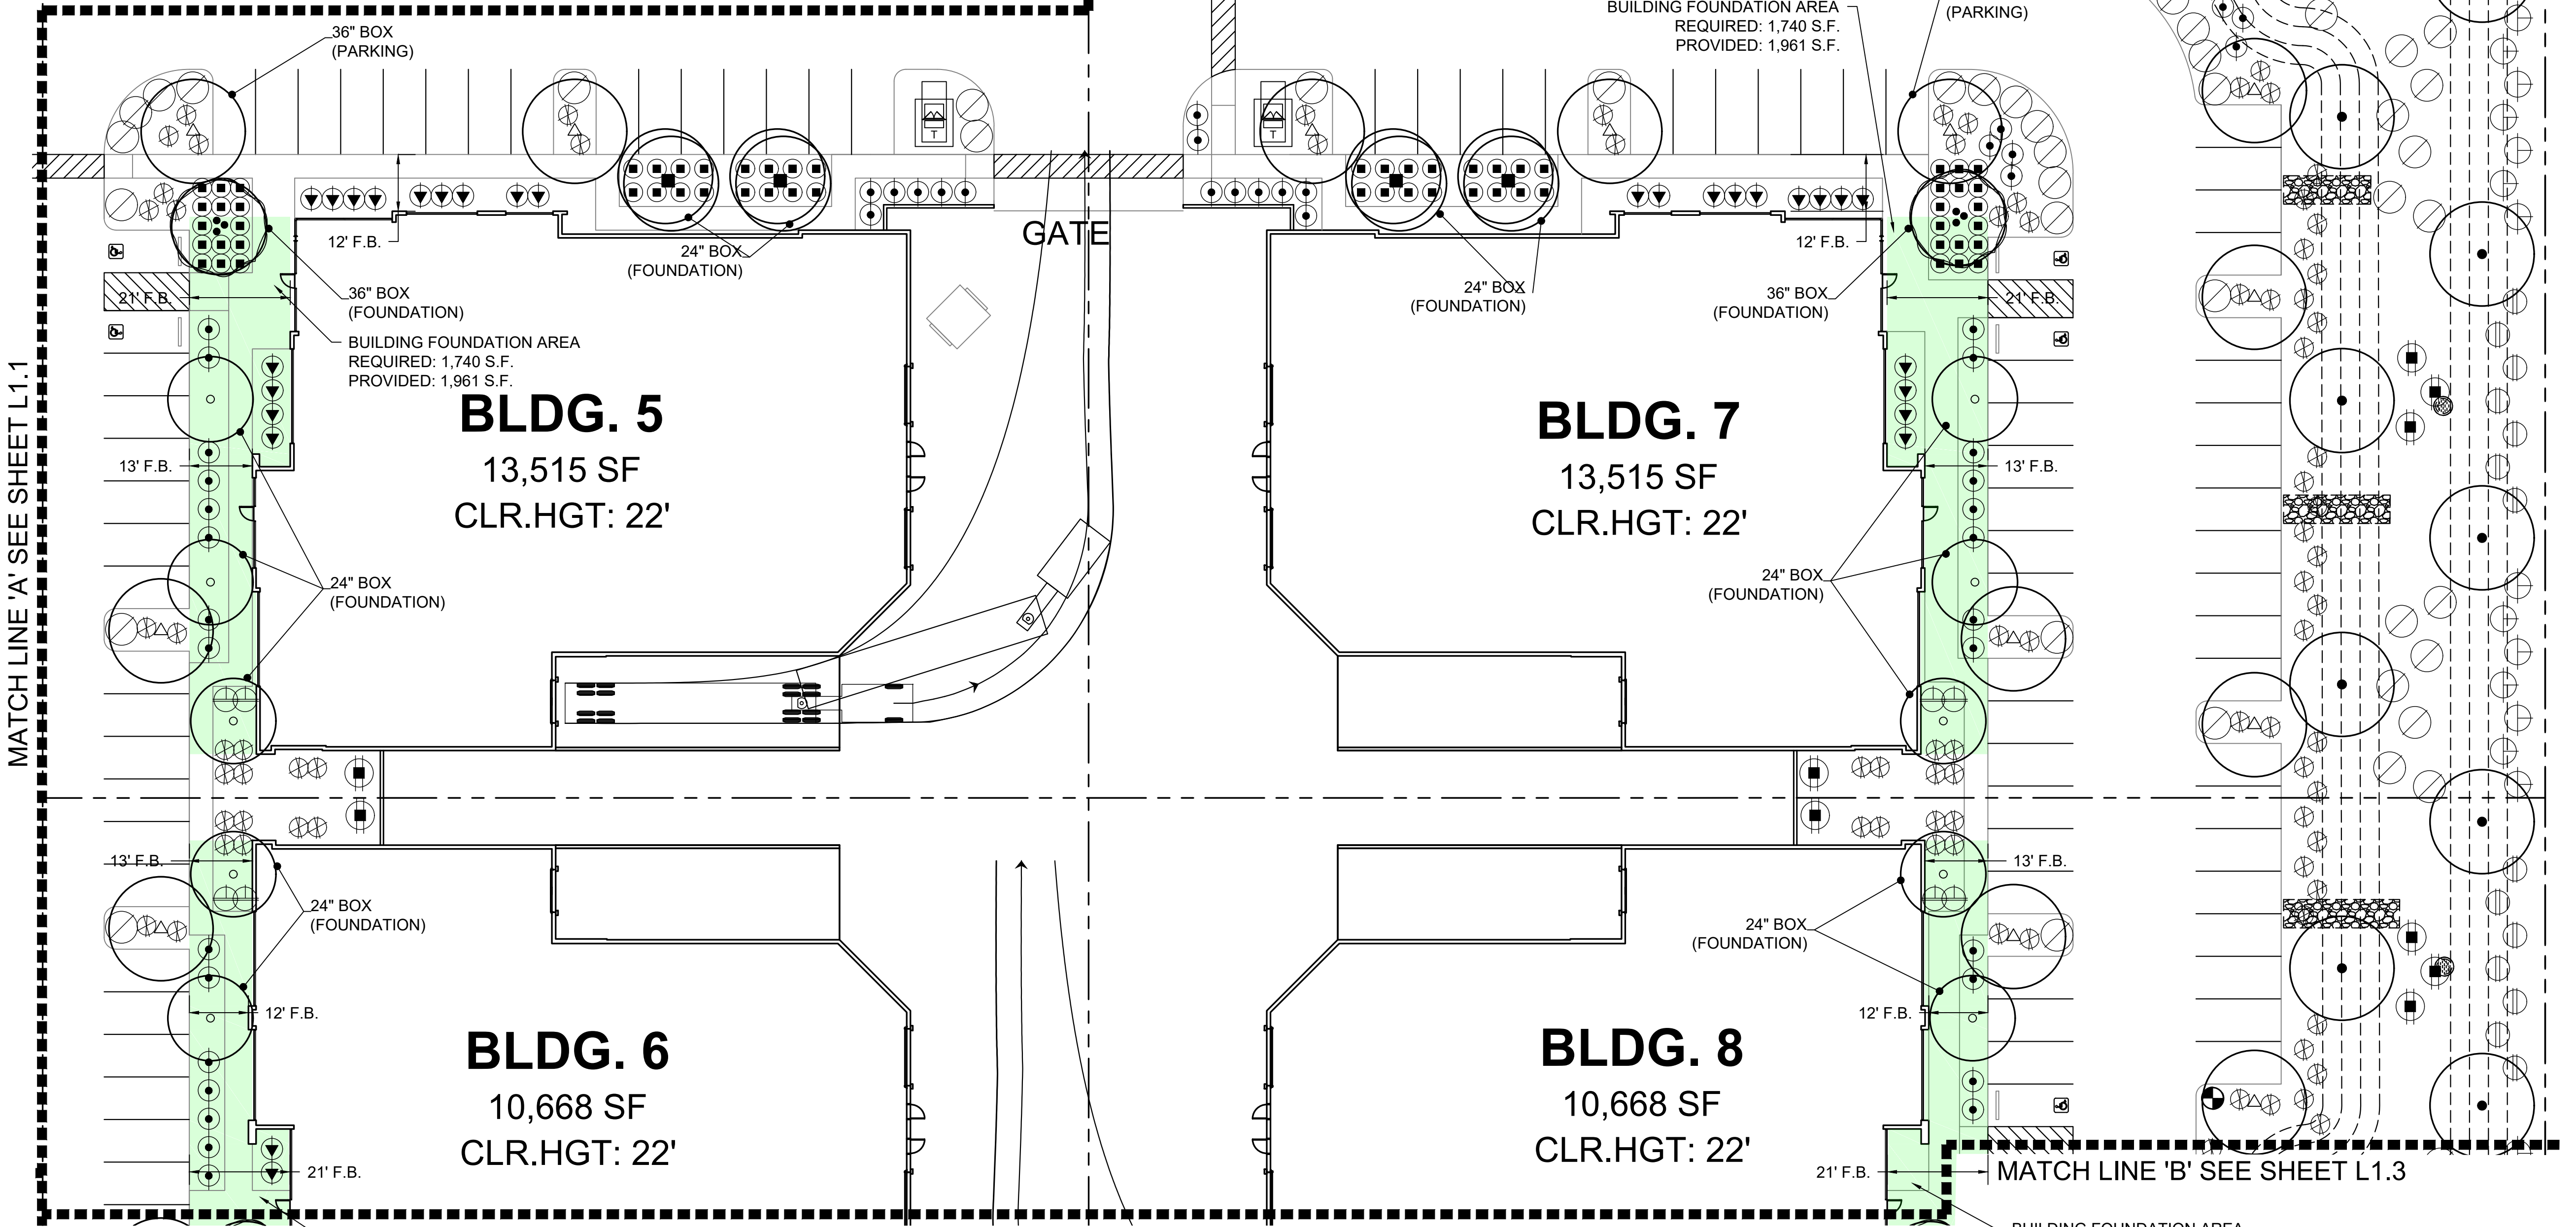 36" BOX
(PARKING)
BUILDING FOUNDATION AREA
REQUIRED: 1,740 S.F.
PROVIDED: 1,961 S.F.
(PARKING)
T
T
12' F.B.
24" BOX
(FOUNDATION)
GATE
24" BOX
(FOUNDATION)
12' F.B.
21' F.B.
36" BOX
(FOUNDATION)
36" BOX
(FOUNDATION)
21' F.B.
BUILDING FOUNDATION AREA
REQUIRED: 1,740 S.F.
PROVIDED: 1,961 S.F.
MATCH LINE 'A' SEE SHEET L1.1
BLDG. 5
13,515 SF
CLR.HGT: 22'
BLDG. 7
13,515 SF
CLR.HGT: 22'
13' F.B.
13' F.B.
24" BOX
(FOUNDATION)
24" BOX
(FOUNDATION)
13' F.B.
13' F.B.
24" BOX
(FOUNDATION)
24" BOX
(FOUNDATION)
12' F.B.
12' F.B.
BLDG. 6
10,668 SF
CLR.HGT: 22'
BLDG. 8
10,668 SF
CLR.HGT: 22'
21' F.B.
21' F.B.
MATCH LINE 'B' SEE SHEET L1.3
BUILDING FOUNDATION AREA